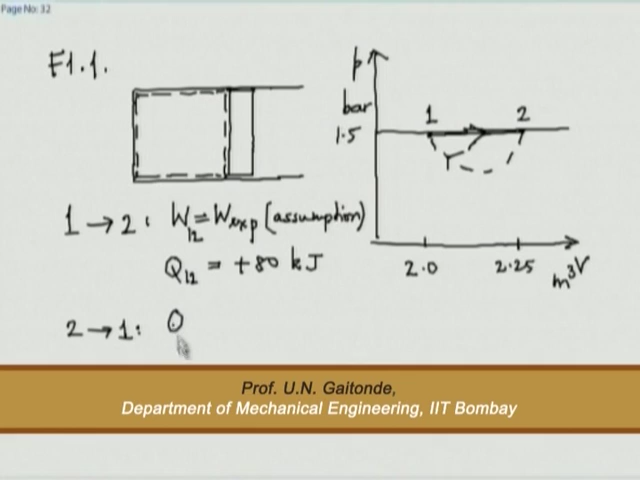 Page No: 32
F1.1.
p
bar
1.5
1
2
2.0
2.25
m³ V
1 → 2 : W₁₂ = Wexp (assumption)
Q₁₂ = +80 kJ
2 → 1 :
Prof. U.N. Gaitonde,
Department of Mechanical Engineering, IIT Bombay